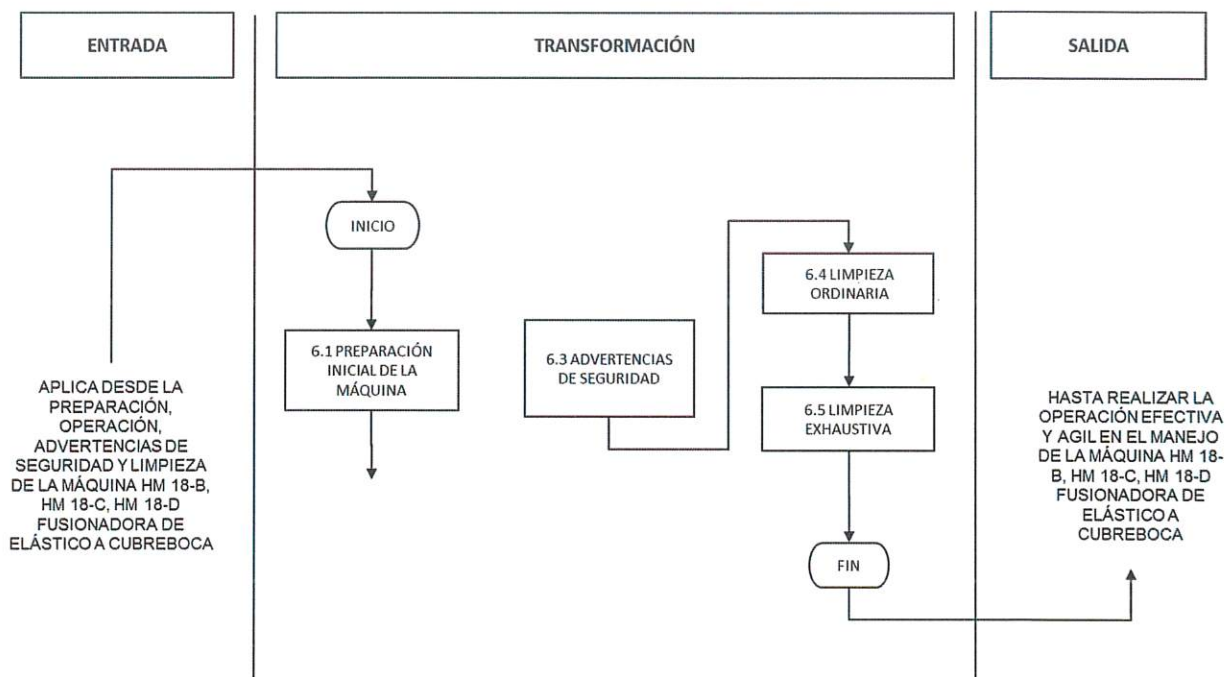 ENTRADA
TRANSFORMACIÓN
SALIDA
APLICA DESDE LA
PREPARACIÓN,
OPERACIÓN,
ADVERTENCIAS DE
SEGURIDAD Y LIMPIEZA
DE LA MÁQUINA HM 18-B,
HM 18-C, HM 18-D
FUSIONADORA DE
ELÁSTICO A CUBREBOCA
INICIO
6.1 PREPARACIÓN
INICIAL DE LA
MÁQUINA
6.3 ADVERTENCIAS
DE SEGURIDAD
6.4 LIMPIEZA
ORDINARIA
6.5 LIMPIEZA
EXHAUSTIVA
FIN
HASTA REALIZAR LA
OPERACIÓN EFECTIVA
Y AGIL EN EL MANEJO
DE LA MÁQUINA HM 18-
B, HM 18-C, HM 18-D
FUSIONADORA DE
ELÁSTICO A
CUBREBOCA